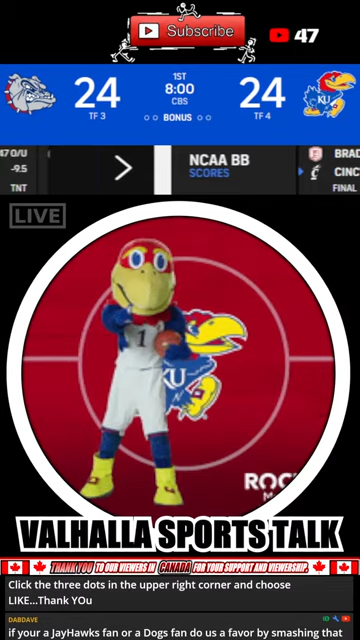 Subscribe
47
1ST
24
8:00
24
CBS
TF 3
BONUS
TF 4
KU
47 O/U
-9.5
TNT
NCAA BB
SCORES
BRAD
CINC
FINAL
LIVE
1
KU
ROC
M
VALHALLA SPORTS TALK
THANK YOU TO OUR VIEWERS IN CANADA FOR YOUR SUPPORT AND VIEWERSHIP.
Click the three dots in the upper right corner and choose
LIKE...Thank YOu
DABDAVE
if your a JayHawks fan or a Dogs fan do us a favor by smashing that